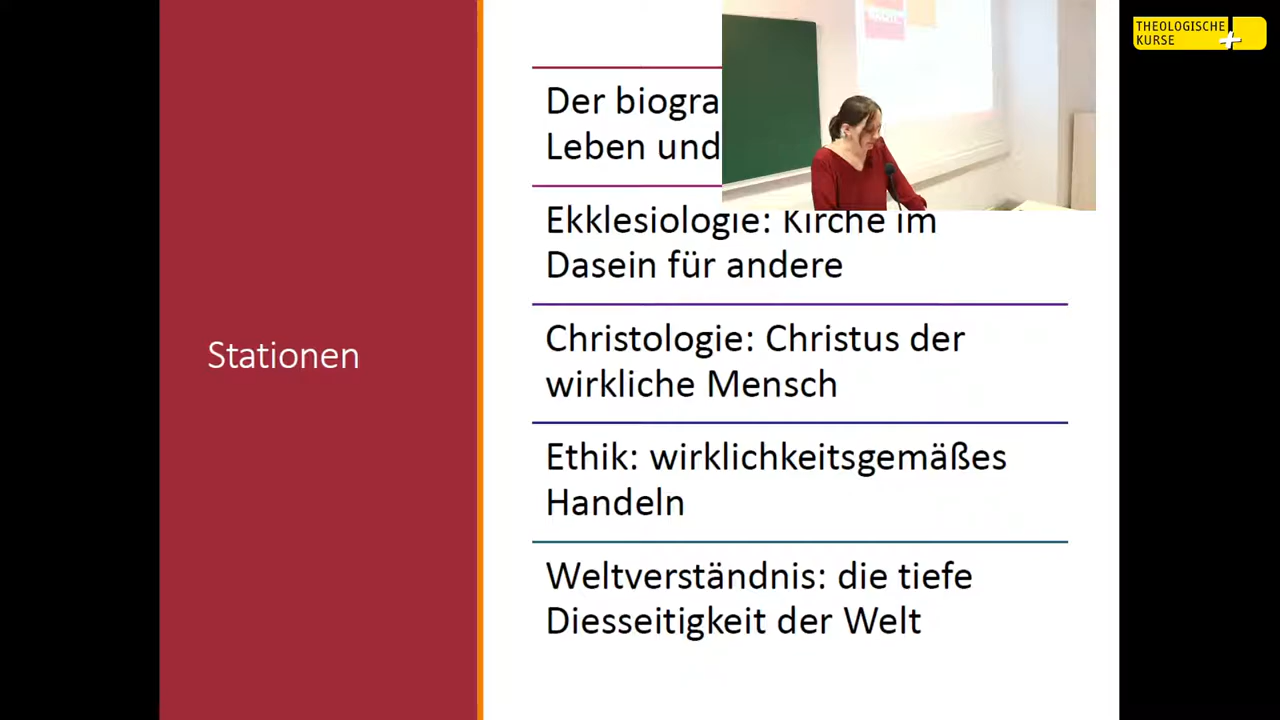 THEOLOGISCHE
KURSE
Der biogra
Leben und
Ekklesiologie: Kirche im
Dasein für andere
Christologie: Christus der
wirkliche Mensch
Stationen
Ethik: wirklichkeitsgemäßes
Handeln
Weltverständnis: die tiefe
Diesseitigkeit der Welt